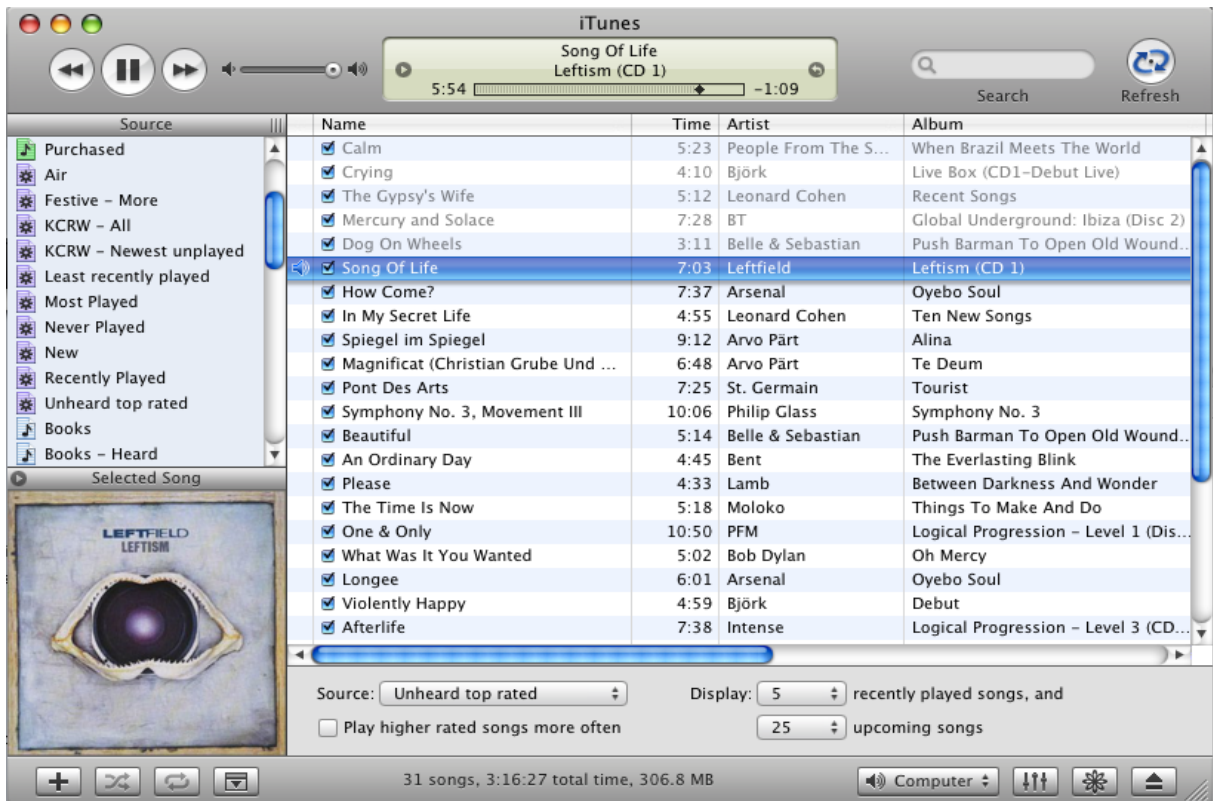 iTunes
Song Of Life
Leftism (CD 1)
5:54 -1:09
Search
Refresh
Source
Purchased
Air
Festive – More
KCRW – All
KCRW – Newest unplayed
Least recently played
Most Played
Never Played
New
Recently Played
Unheard top rated
Books
Books – Heard
Selected Song
LEFTFIELD
LEFTISM
Name Time Artist Album
Calm 5:23 People From The S... When Brazil Meets The World
Crying 4:10 Björk Live Box (CD1-Debut Live)
The Gypsy's Wife 5:12 Leonard Cohen Recent Songs
Mercury and Solace 7:28 BT Global Underground: Ibiza (Disc 2)
Dog On Wheels 3:11 Belle & Sebastian Push Barman To Open Old Wound...
Song Of Life 7:03 Leftfield Leftism (CD 1)
How Come? 7:37 Arsenal Oyebo Soul
In My Secret Life 4:55 Leonard Cohen Ten New Songs
Spiegel im Spiegel 9:12 Arvo Pärt Alina
Magnificat (Christian Grube Und ... 6:48 Arvo Pärt Te Deum
Pont Des Arts 7:25 St. Germain Tourist
Symphony No. 3, Movement III 10:06 Philip Glass Symphony No. 3
Beautiful 5:14 Belle & Sebastian Push Barman To Open Old Wound...
An Ordinary Day 4:45 Bent The Everlasting Blink
Please 4:33 Lamb Between Darkness And Wonder
The Time Is Now 5:18 Moloko Things To Make And Do
One & Only 10:50 PFM Logical Progression – Level 1 (Dis...
What Was It You Wanted 5:02 Bob Dylan Oh Mercy
Longee 6:01 Arsenal Oyebo Soul
Violently Happy 4:59 Björk Debut
Afterlife 7:38 Intense Logical Progression – Level 3 (CD...
Source: Unheard top rated Display: 5 recently played songs, and
Play higher rated songs more often 25 upcoming songs
31 songs, 3:16:27 total time, 306.8 MB
Computer